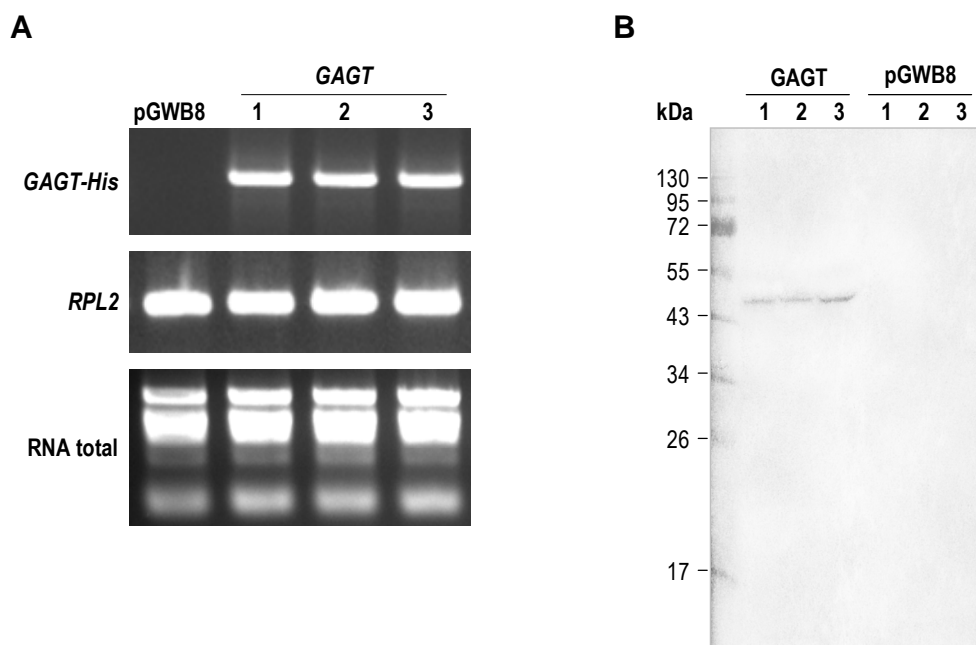 A
GAGT
pGWB8 1 2 3
GAGT-His
RPL2
RNA total
B
GAGT pGWB8
kDa 1 2 3 1 2 3
130
95
72
55
43
34
26
17